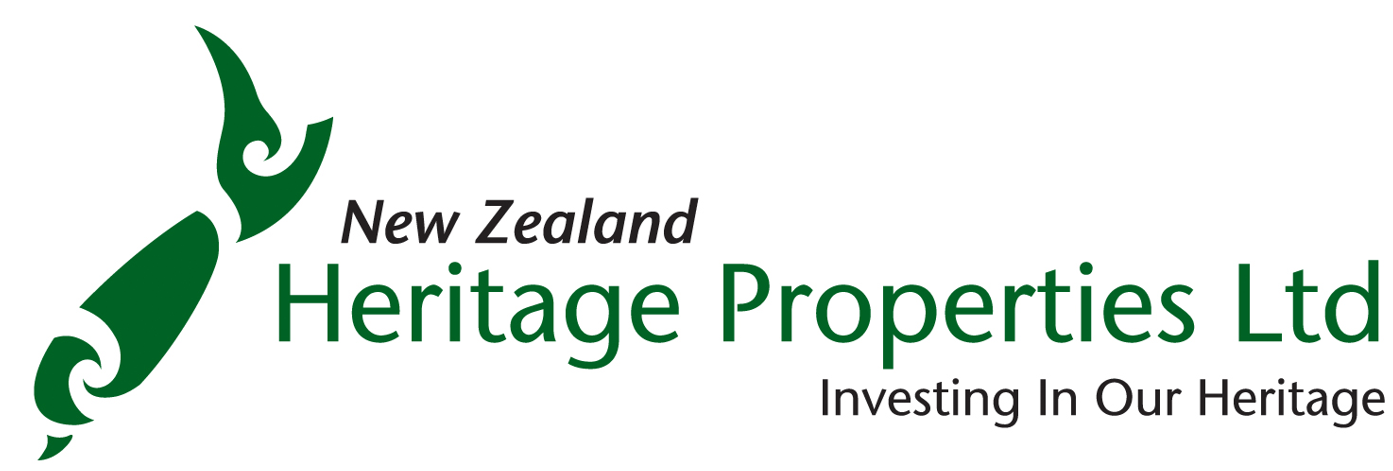 New Zealand
Heritage Properties Ltd
Investing In Our Heritage